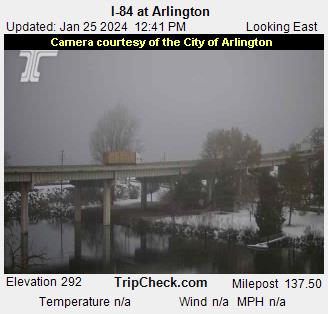 I-84 at Arlington
Updated: Jan 25 2024 12:41 PM Looking East
Camera courtesy of the City of Arlington
Elevation 292 TripCheck.com Milepost 137.50
Temperature n/a Wind n/a MPH n/a